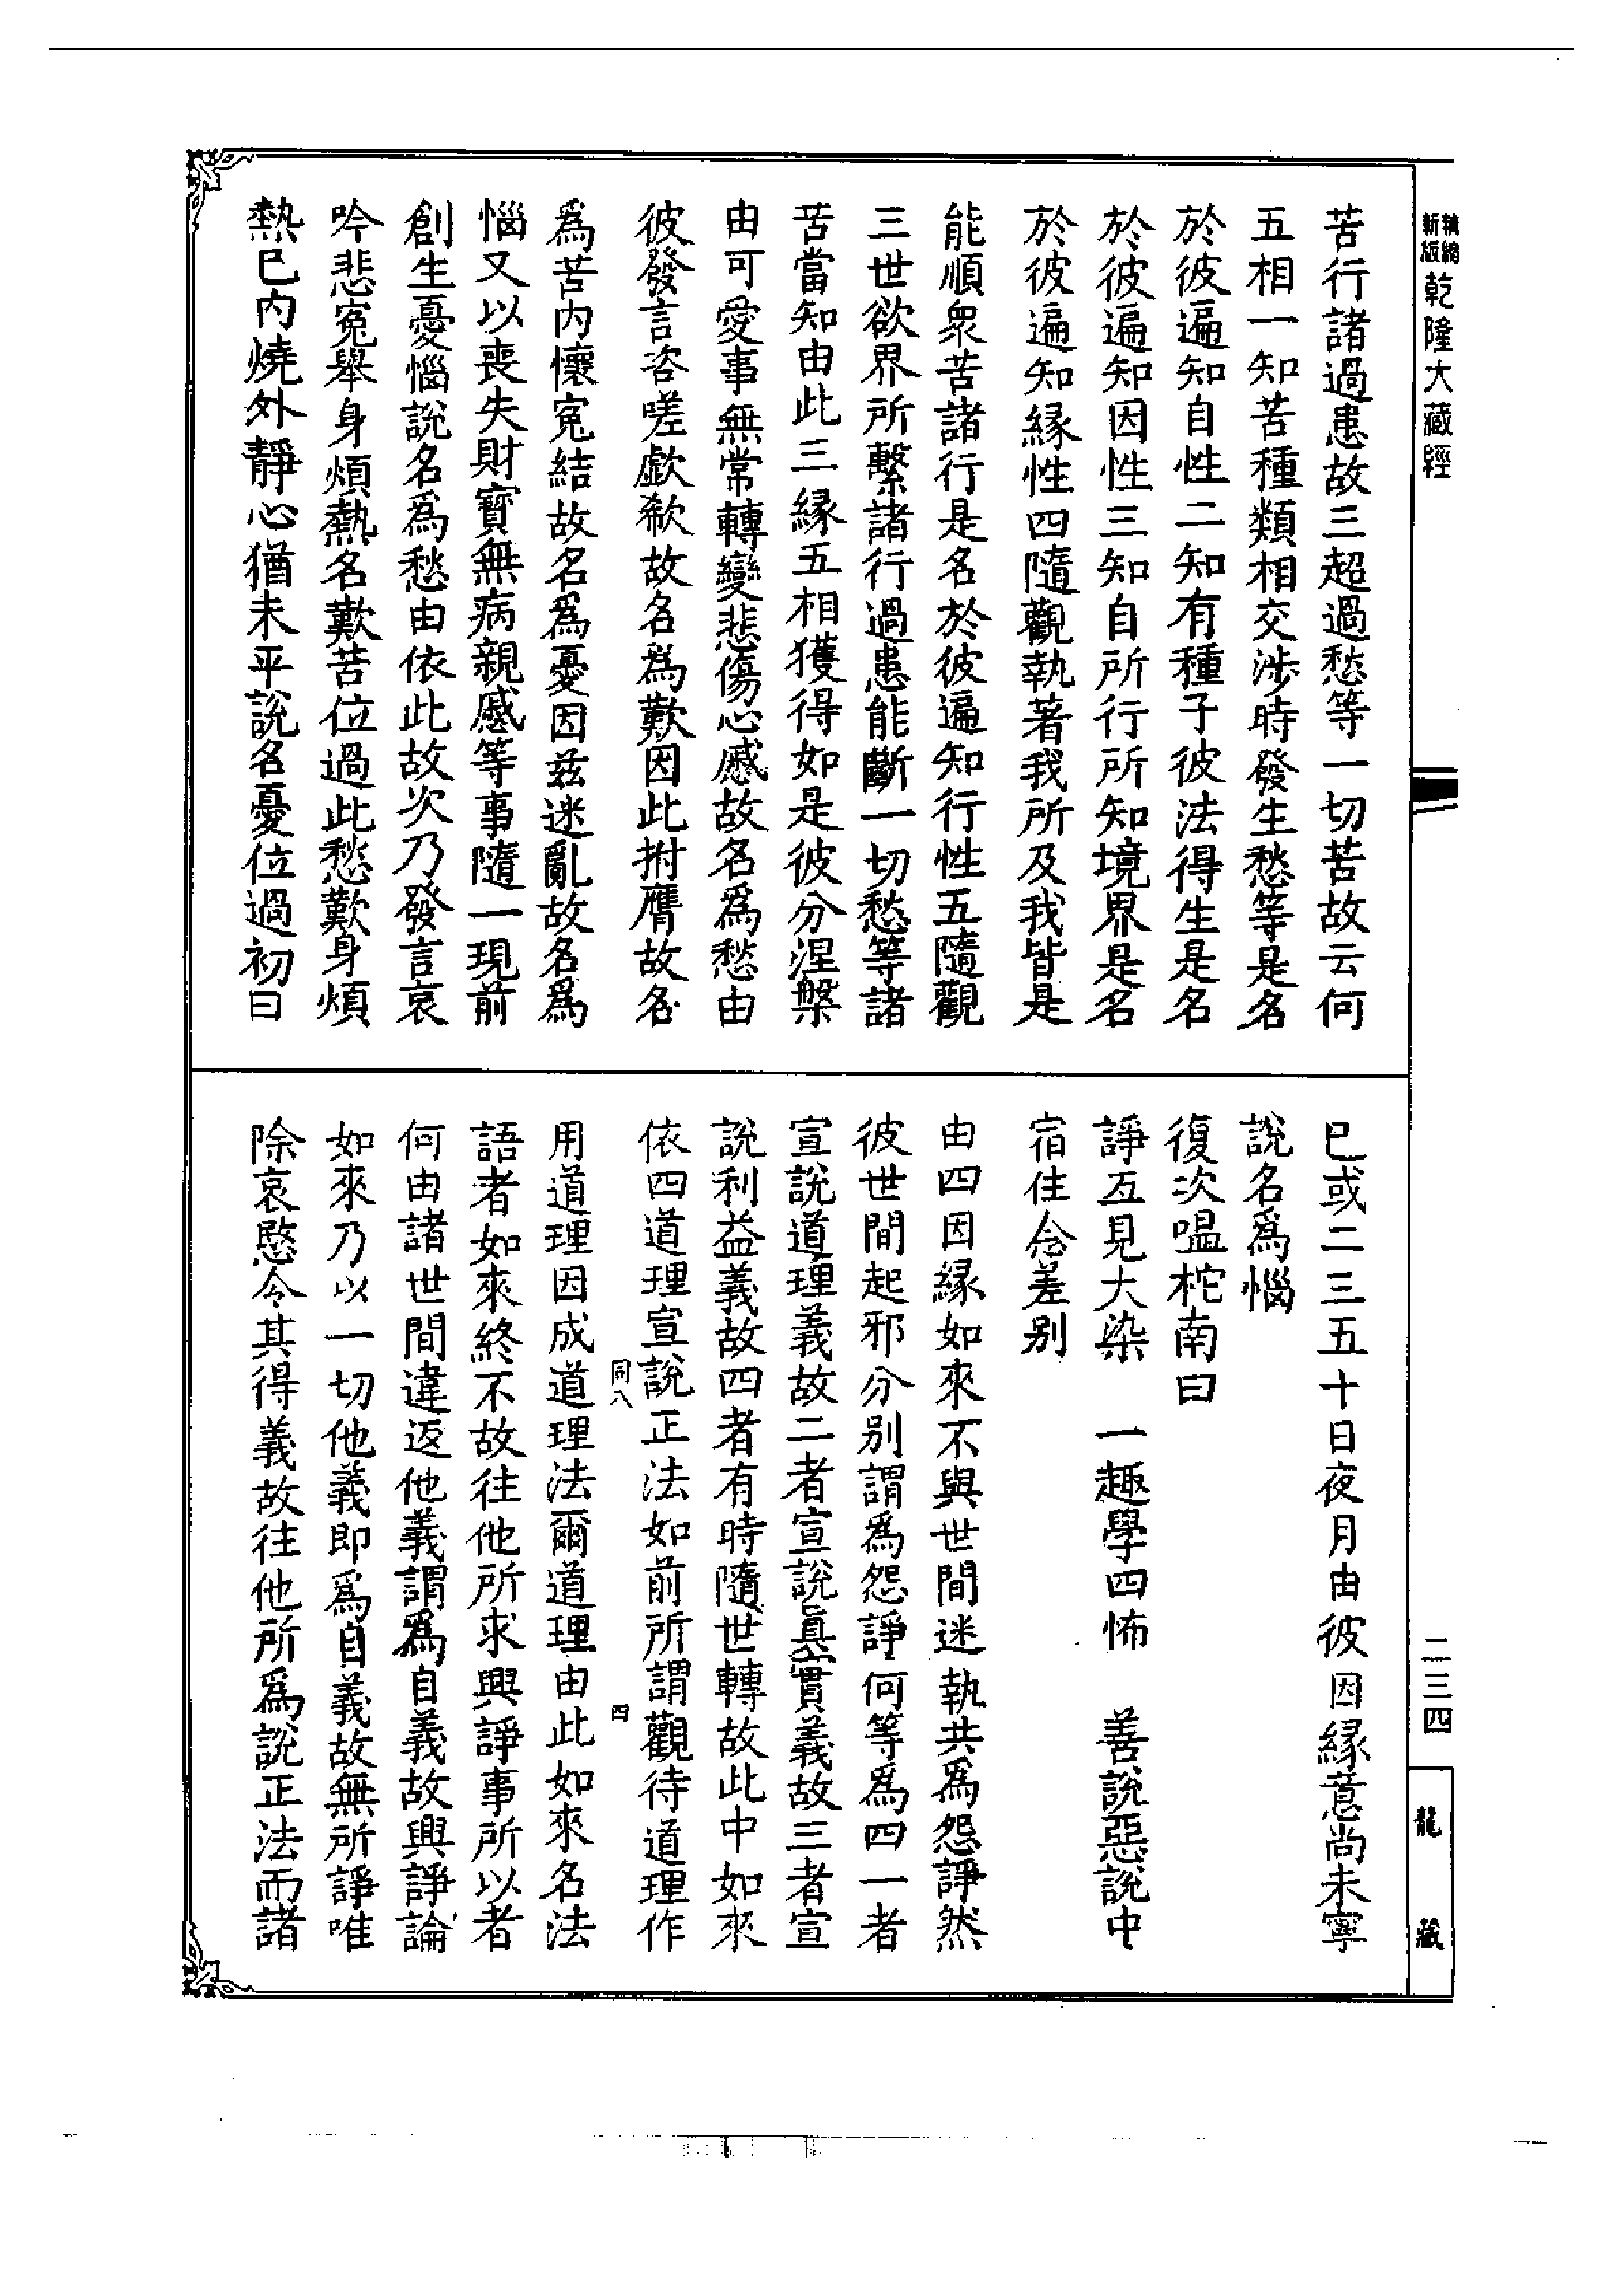 新版精縮乾隆大藏經
苦行諸過患故三超過愁等一切苦故云何
五相一知苦種類相交涉時發生愁等是名
於彼遍知自性二知有種子彼法得生是名
於彼遍知因性三知自所行所知境界是名
於彼遍知緣性四隨觀執著我所及我皆是
能順眾苦諸行是名於彼遍知行性五隨觀
三世欲界所繫諸行過患能斷一切愁等諸
苦當知由此三緣五相獲得如是彼分涅槃
由可愛事無常轉變悲傷心慼故名為愁由
彼發言咨嗟歔欷故名為歎因此拊膺故名
為苦內懷冤結故名為憂因茲迷亂故名為
惱又以喪失財寶無病親慼等事隨一現前
創生憂惱說名為愁由依此故次乃發言哀
吟悲冤舉身煩熱名歎苦位過此愁歎身煩
熱已內燒外靜心猶未平說名憂位過初日
已或二三五十日夜月由彼因緣意尚未寧
說名為惱
復次嗢柁南曰
諍互見大染　一趣學四怖　善說惡說中
宿住念差別
由四因緣如來不與世間迷執共為怨諍然
彼世間起邪分別謂為怨諍何等為四一者
宣說道理義故二者宣說真實義故三者宣
說利益義故四者有時隨世轉故此中如來
依四道理宣說正法如前所謂觀待道理作
同八　四
用道理因成道理法爾道理由此如來名法
語者如來終不故往他所求興諍事所以者
何由諸世間違返他義謂為自義故興諍論
如來乃以一切他義即為自義故無所諍唯
除哀愍令其得義故往他所為說正法而諸
二三四
龍藏